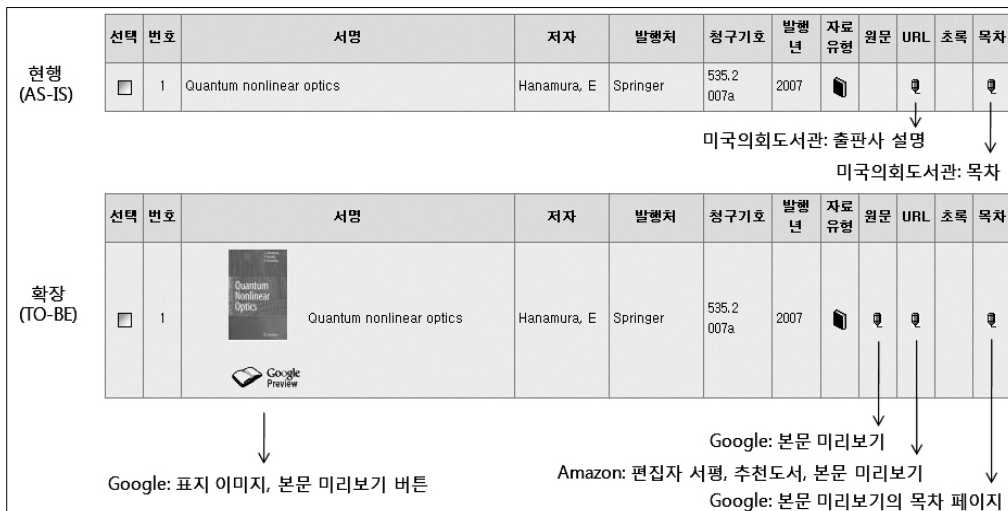 선택 번호 서명 저자 발행처 청구기호 발행년 자료유형 원문 URL 초록 목차
현행
(AS-IS)
1 Quantum nonlinear optics Hanamura, E Springer 535.2 007a 2007
미국의회도서관: 출판사 설명
미국의회도서관: 목차
선택 번호 서명 저자 발행처 청구기호 발행년 자료유형 원문 URL 초록 목차
확장
(TO-BE)
Quantum
Nonlinear
Optics
1 Quantum nonlinear optics Hanamura, E Springer 535.2 007a 2007
Google
Preview
Google: 본문 미리보기
Amazon: 편집자 서평, 추천도서, 본문 미리보기
Google: 표지 이미지, 본문 미리보기 버튼
Google: 본문 미리보기의 목차 페이지